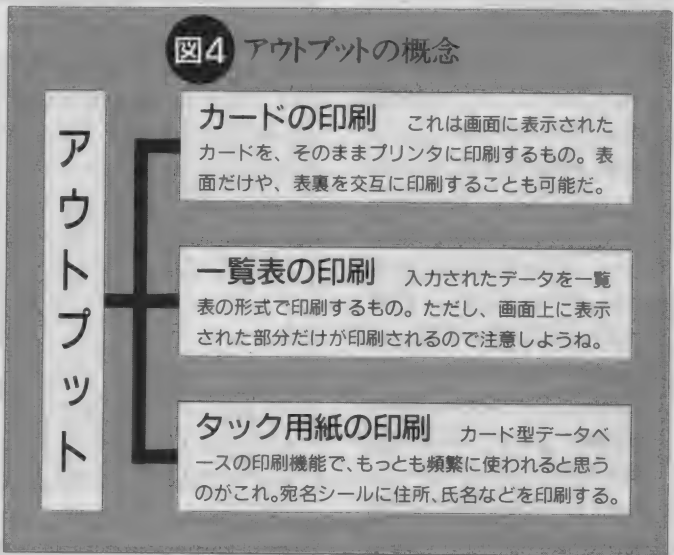 図4 アウトプットの概念
アウトプット
カードの印刷 これは画面に表示された
カードを、そのままプリンタに印刷するもの。表
面だけや、表裏を交互に印刷することも可能だ。
一覧表の印刷 入力されたデータを一覧
表の形式で印刷するもの。ただし、画面上に表示
された部分だけが印刷されるので注意しようね。
タック用紙の印刷 カード型データベ
ースの印刷機能で、もっとも頻繁に使われると思う
のがこれ。宛名シールに住所、氏名などを印刷する。